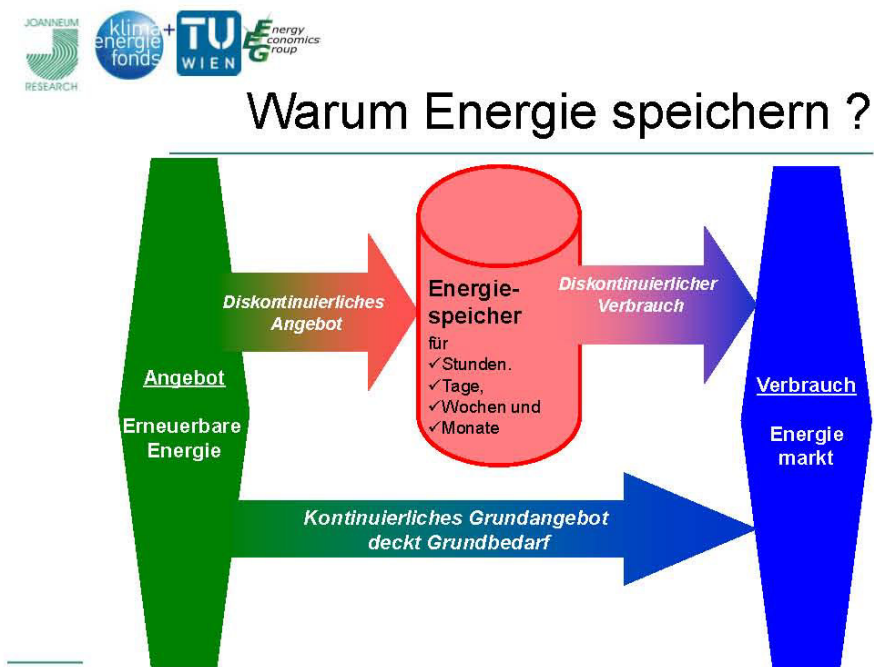 JOANNEUM
RESEARCH
klima+
energie
fonds
TU
WIEN
Energy
Economics
Group
Warum Energie speichern ?
Diskontinuierliches
Angebot
Energie-
speicher
für
✓Stunden.
✓Tage,
✓Wochen und
✓Monate
Diskontinuierlicher
Verbrauch
Angebot
Erneuerbare
Energie
Verbrauch
Energie
markt
Kontinuierliches Grundangebot
deckt Grundbedarf